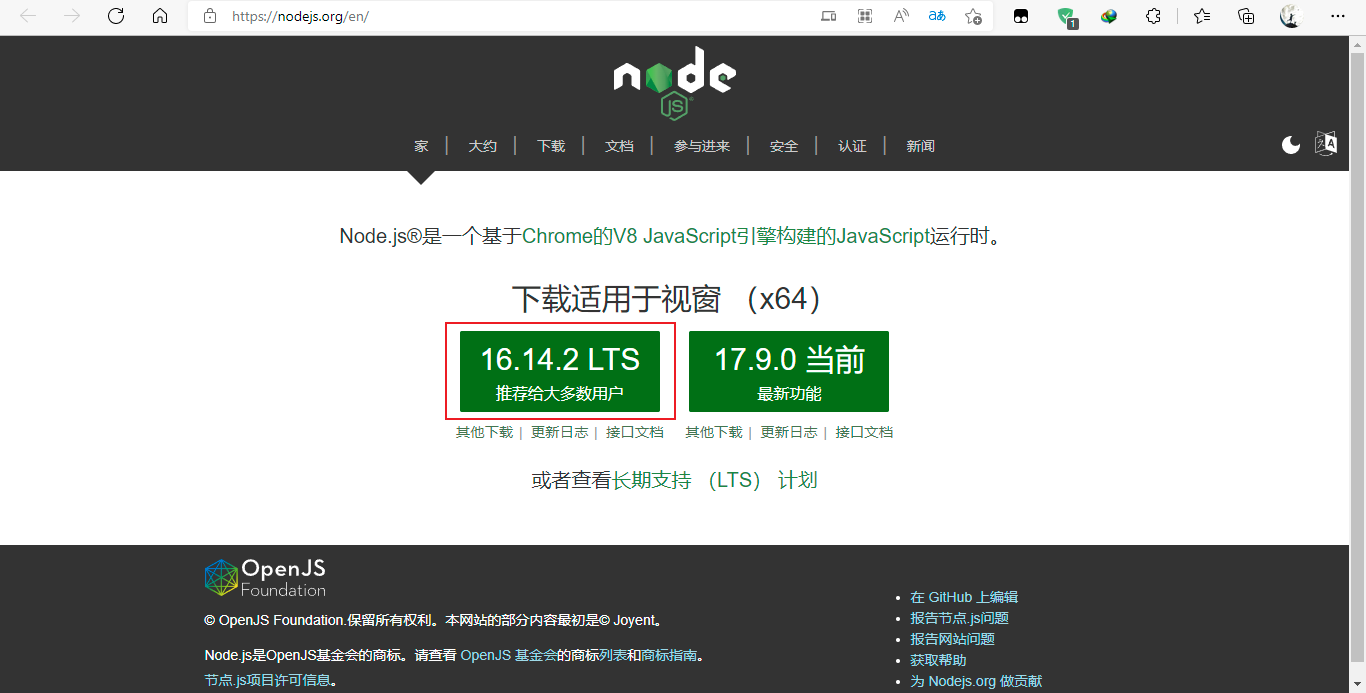 https://nodejs.org/en/
1
node
JS
家 | 大约 | 下载 | 文档 | 参与进来 | 安全 | 认证 | 新闻
Node.js®是一个基于Chrome的V8 JavaScript引擎构建的JavaScript运行时。
下载适用于视窗 （x64）
16.14.2 LTS
推荐给大多数用户
17.9.0 当前
最新功能
其他下载 | 更新日志 | 接口文档
其他下载 | 更新日志 | 接口文档
或者查看长期支持 （LTS） 计划
OpenJS
Foundation
© OpenJS Foundation.保留所有权利。本网站的部分内容最初是© Joyent。
Node.js是OpenJS基金会的商标。请查看 OpenJS 基金会的商标列表和商标指南。
节点.js项目许可信息。
在 GitHub 上编辑
报告节点.js问题
报告网站问题
获取帮助
为 Nodejs.org 做贡献